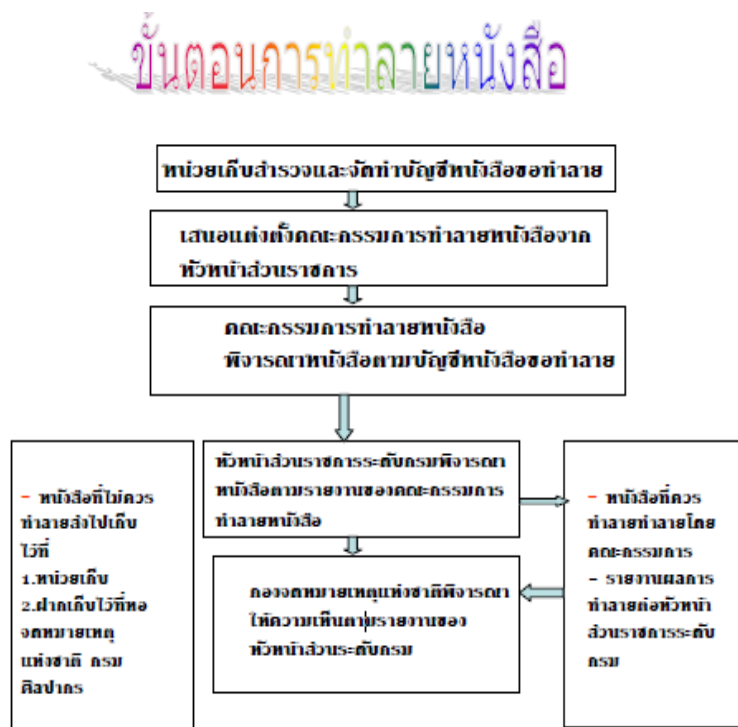 ขั้นตอนการทำลายหนังสือ
หน่วยเก็บสำรวจและจัดทำบัญชีหนังสือขอทำลาย
เสนอแต่งตั้งคณะกรรมการทำลายหนังสือจาก
หัวหน้าส่วนราชการ
คณะกรรมการทำลายหนังสือ
พิจารณาหนังสือตามบัญชีหนังสือขอทำลาย
หัวหน้าส่วนราชการระดับกรมพิจารณา
หนังสือตามรายงานของคณะกรรมการ
ทำลายหนังสือ
- หนังสือที่ไม่ควร
ทำลายส่งไปเก็บ
ไว้ที่
1.หน่วยเก็บ
2.ฝากเก็บไว้ที่หอ
จดหมายเหตุ
แห่งชาติ กรม
ศิลปากร
- หนังสือที่ควร
ทำลายทำลายโดย
คณะกรรมการ
- รายงานผลการ
ทำลายต่อหัวหน้า
ส่วนราชการระดับ
กรม
กองจดหมายเหตุแห่งชาติพิจารณา
ให้ความเห็นตามรายงานของ
หัวหน้าส่วนระดับกรม